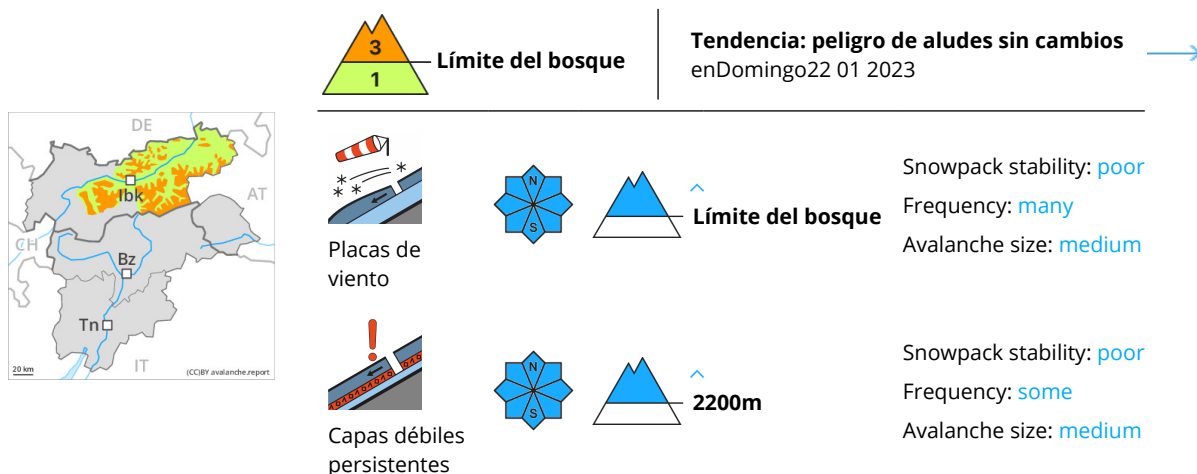 3
1
Límite del bosque
Tendencia: peligro de aludes sin cambios
enDomingo22 01 2023
DE
AT
CH
IT
Ibk
Bz
Tn
20 km
(CC)BY avalanche.report
Placas de
viento
N
S
Límite del bosque
Snowpack stability: poor
Frequency: many
Avalanche size: medium
Capas débiles
persistentes
N
S
2200m
Snowpack stability: poor
Frequency: some
Avalanche size: medium